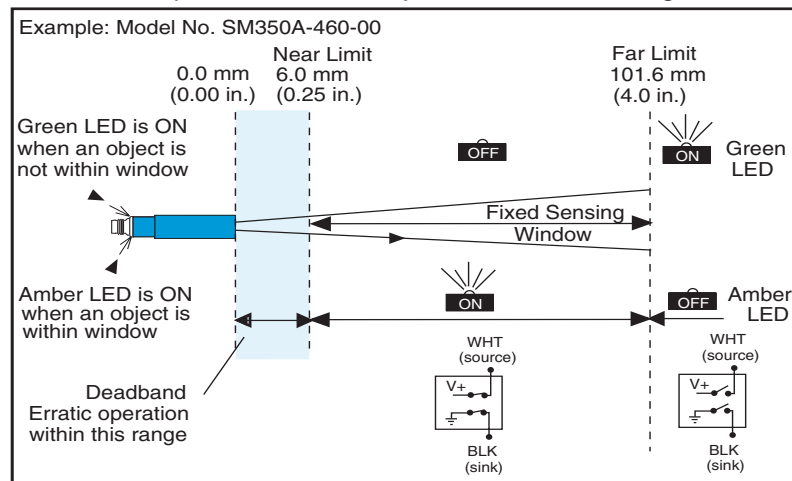 Example: Model No. SM350A-460-00
0.0 mm
(0.00 in.)
Near Limit
6.0 mm
(0.25 in.)
Far Limit
101.6 mm
(4.0 in.)
Green LED is ON
when an object is
not within window
OFF
ON
Green
LED
Fixed Sensing
Window
Amber LED is ON
when an object is
within window
ON
OFF
Amber
LED
Deadband
Erratic operation
within this range
WHT
(source)
V+
BLK
(sink)
WHT
(source)
V+
BLK
(sink)